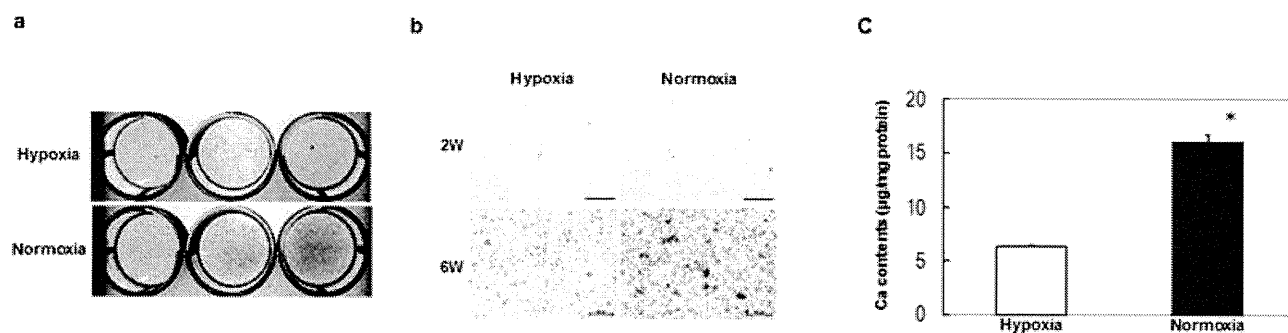 a
b
C
Hypoxia
Normoxia
Hypoxia
Normoxia
2W
6W
Ca contents (µg/mg protein)
20
15
10
5
0
*
Hypoxia
Normoxia